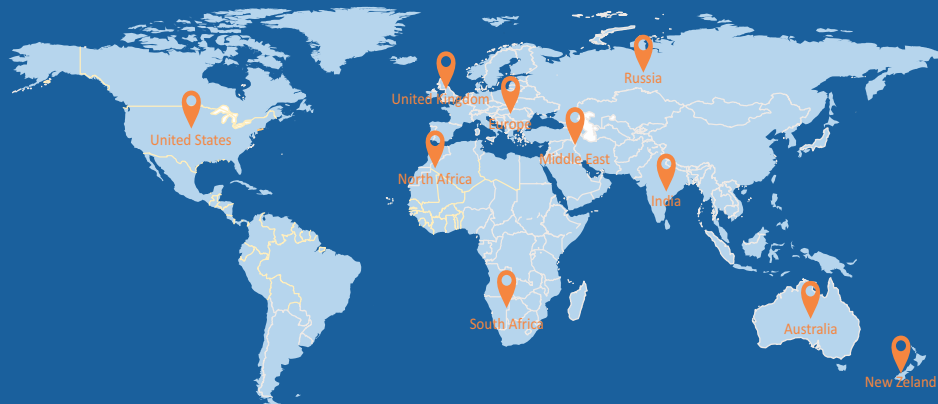 Russia
United Kingdom
Europe
United States
Middle East
North Africa
India
South Africa
Australia
New Zeland